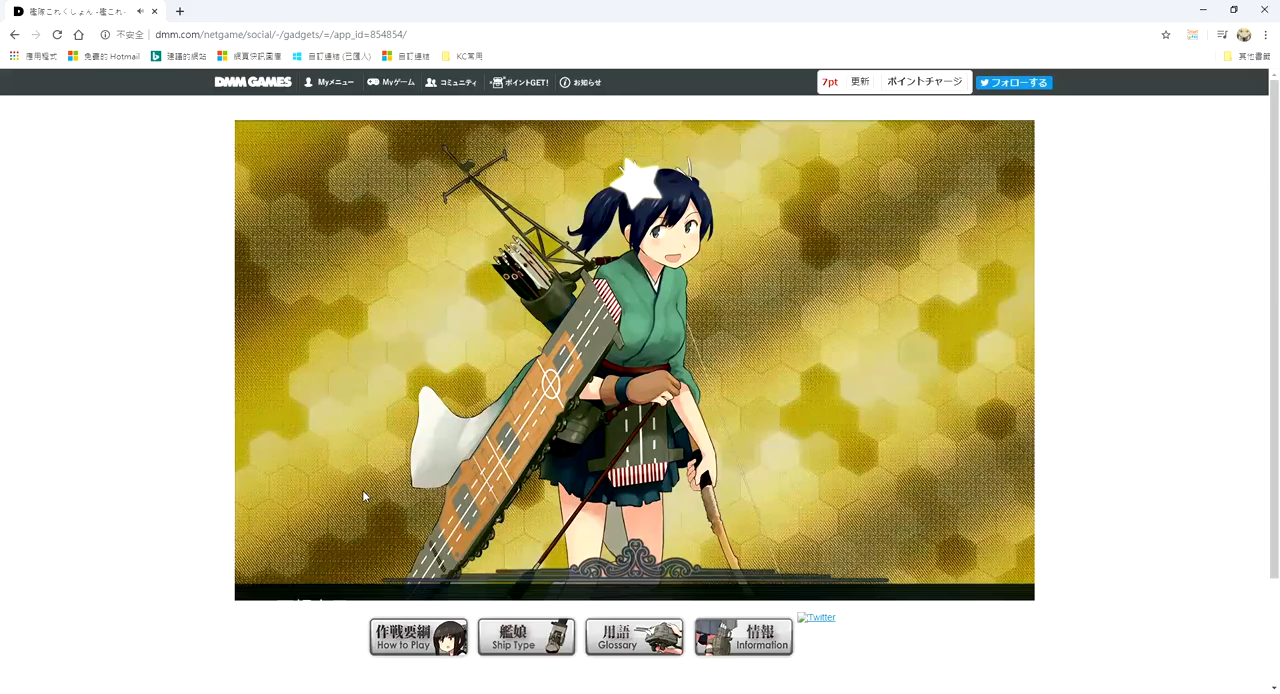 艦隊これくしょん -艦これ-
不安全 | dmm.com/netgame/social/-/gadgets/=/app_id=854854/
應用程式 免費的 Hotmail 建議的網站 網頁快訊圖庫 自訂連結 (已匯入) 自訂連結 KC常用 其他書籤
DMM GAMES Myメニュー Myゲーム コミュニティ ポイントGET! お知らせ 7pt 更新 ポイントチャージ フォローする
作戦要綱 艦娘 用語 情報 Twitter
How to Play Ship Type Glossary Information